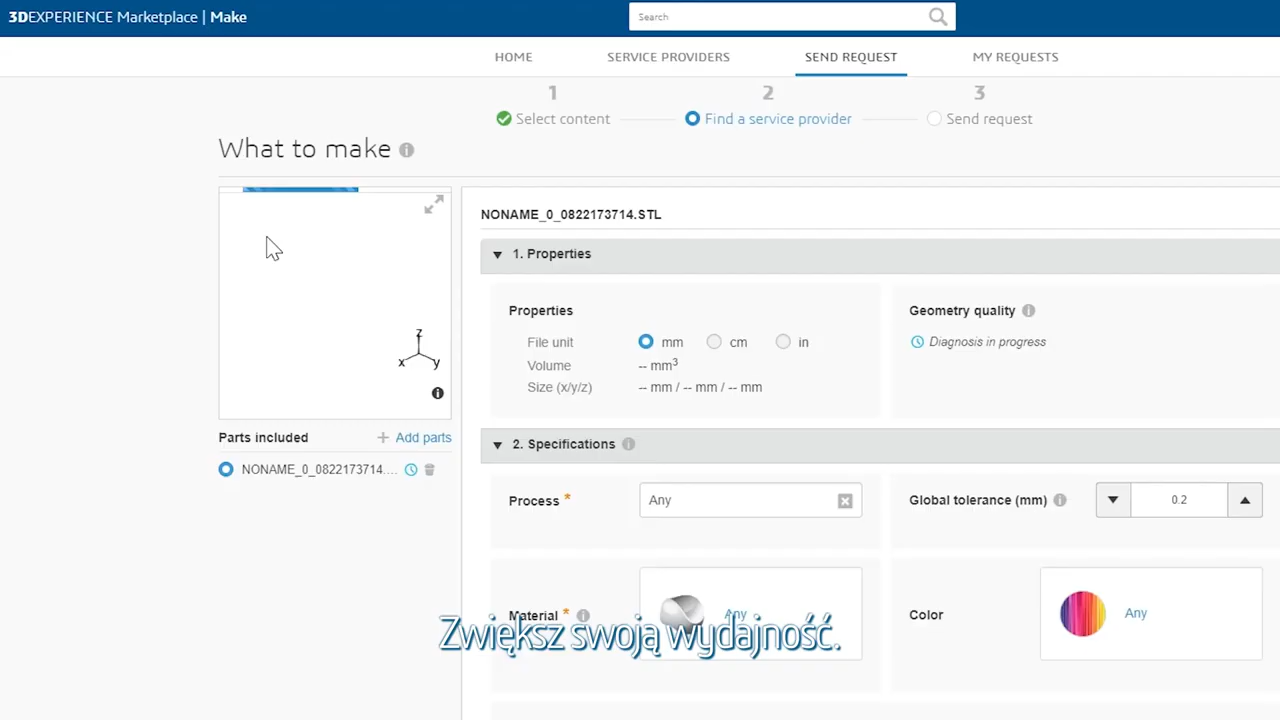 3DEXPERIENCE Marketplace | Make
Search
HOME
SERVICE PROVIDERS
SEND REQUEST
MY REQUESTS
1
2
3
Select content
Find a service provider
Send request
What to make
NONAME_0_0822173714.STL
1. Properties
Properties
File unit
mm
cm
in
Volume
-- mm³
Size (x/y/z)
-- mm / -- mm / -- mm
Geometry quality
Diagnosis in progress
z
x
y
Parts included
+ Add parts
NONAME_0_0822173714....
2. Specifications
Process *
Any
Global tolerance (mm)
0.2
Material *
Any
Color
Any
Zwiększ swoją wydajność.